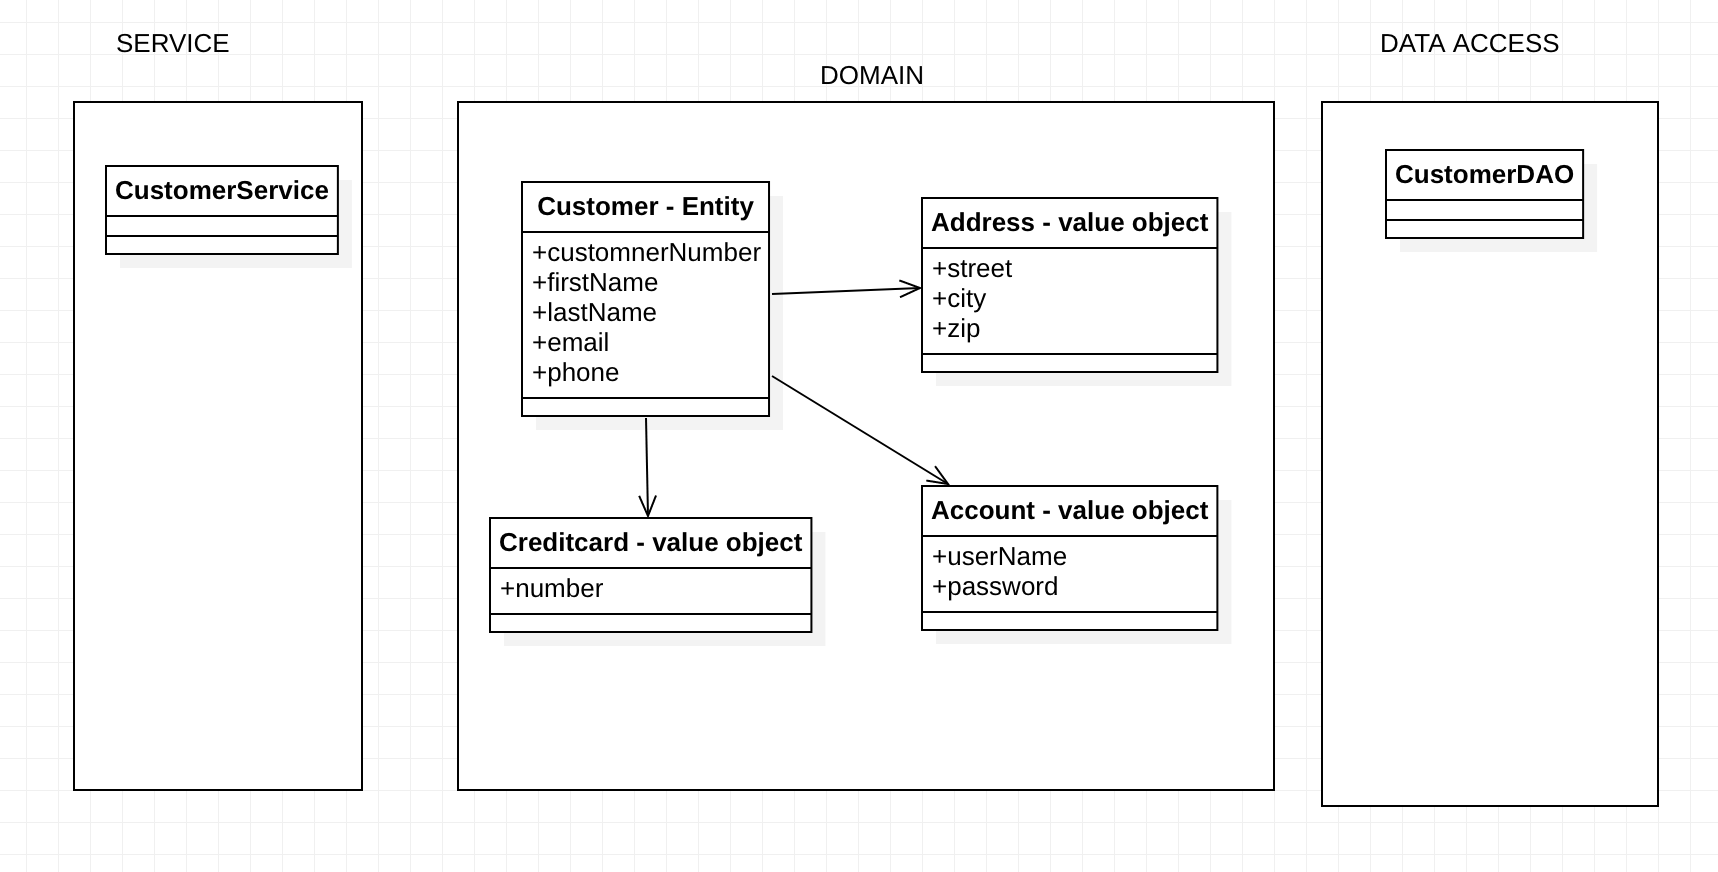 SERVICE
DOMAIN
DATA ACCESS
CustomerService
Customer - Entity
+customnerNumber
+firstName
+lastName
+email
+phone
Address - value object
+street
+city
+zip
Creditcard - value object
+number
Account - value object
+userName
+password
CustomerDAO